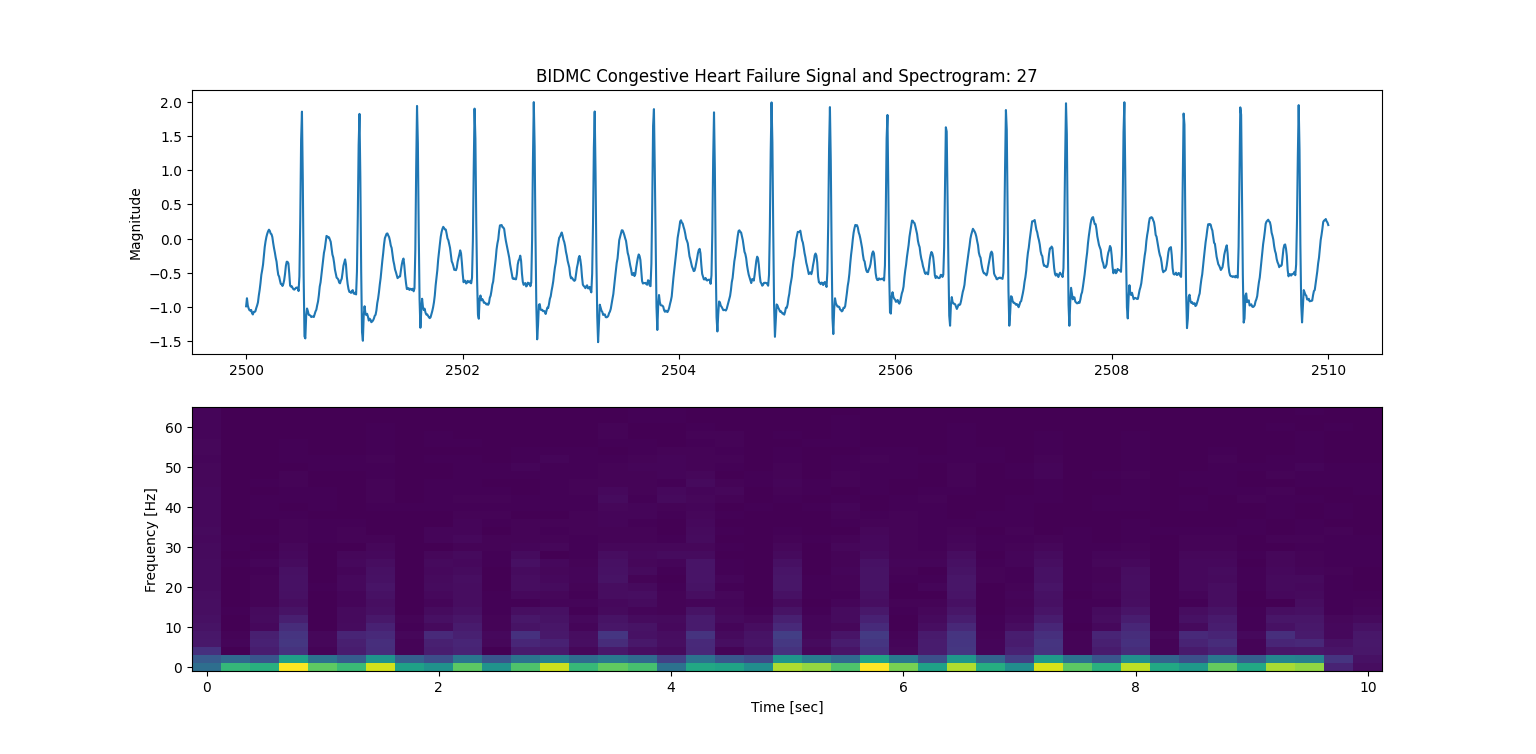 BIDMC Congestive Heart Failure Signal and Spectrogram: 27
2.0
1.5
1.0
0.5
0.0
−0.5
−1.0
−1.5
Magnitude
2500 2502 2504 2506 2508 2510
60
50
40
30
20
10
0
Frequency [Hz]
0 2 4 6 8 10
Time [sec]